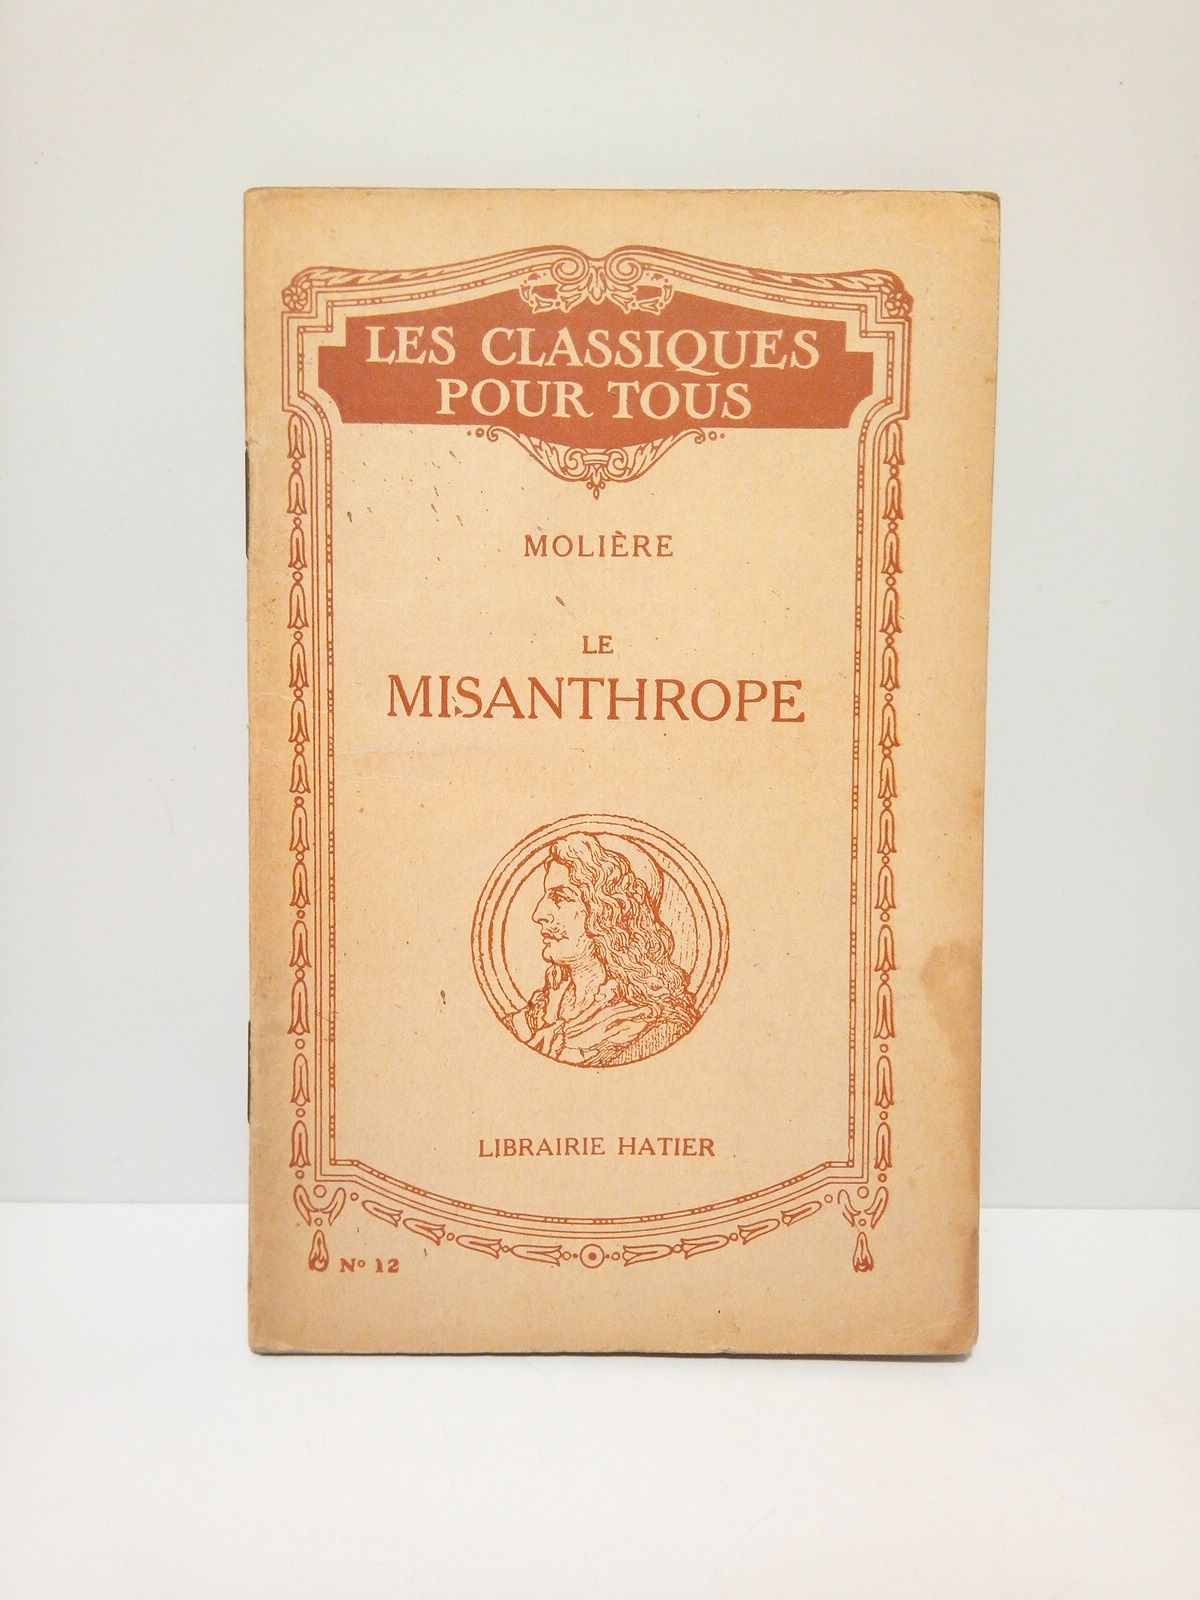 LES CLASSIQUES
POUR TOUS
MOLIÈRE
LE
MISANTHROPE
LIBRAIRIE HATIER
Nº 12